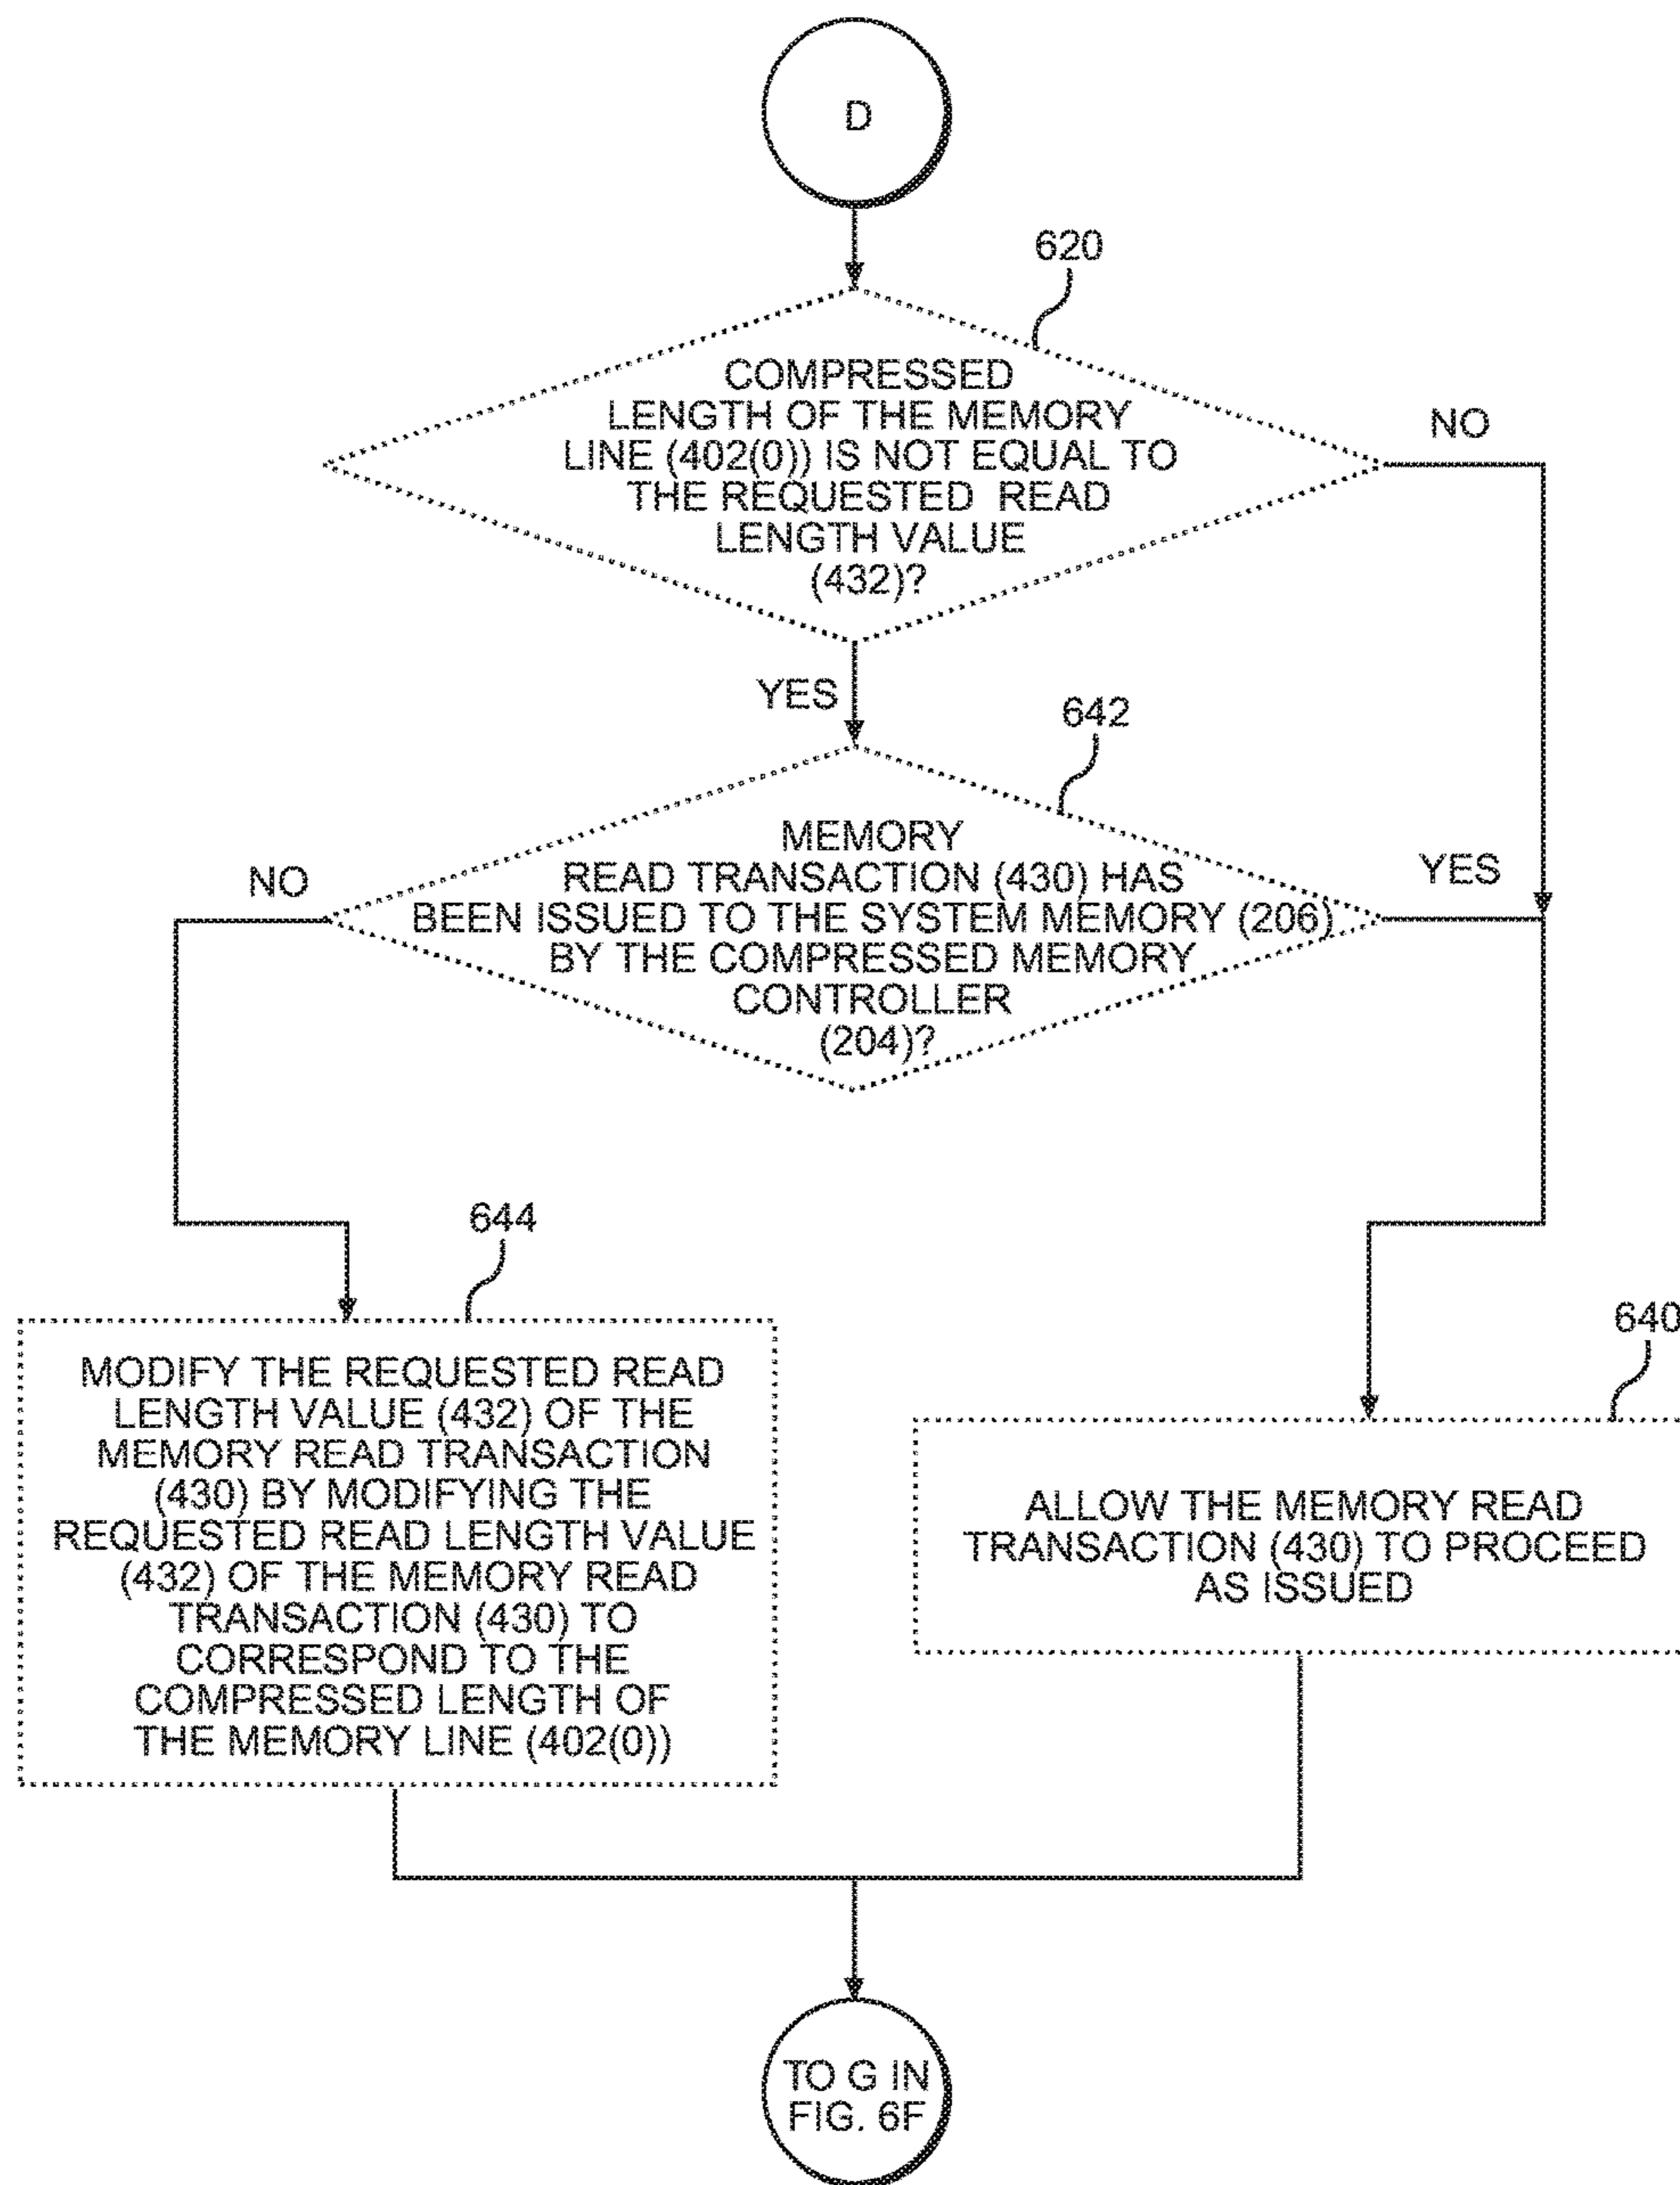 D
620
COMPRESSED
LENGTH OF THE MEMORY
LINE (402(0)) IS NOT EQUAL TO
THE REQUESTED READ
LENGTH VALUE
(432)?
NO
YES
642
MEMORY
READ TRANSACTION (430) HAS
BEEN ISSUED TO THE SYSTEM MEMORY (206)
BY THE COMPRESSED MEMORY
CONTROLLER
(204)?
NO
YES
644
MODIFY THE REQUESTED READ
LENGTH VALUE (432) OF THE
MEMORY READ TRANSACTION
(430) BY MODIFYING THE
REQUESTED READ LENGTH VALUE
(432) OF THE MEMORY READ
TRANSACTION (430) TO
CORRESPOND TO THE
COMPRESSED LENGTH OF
THE MEMORY LINE (402(0))
640
ALLOW THE MEMORY READ
TRANSACTION (430) TO PROCEED
AS ISSUED
TO G IN
FIG. 6F